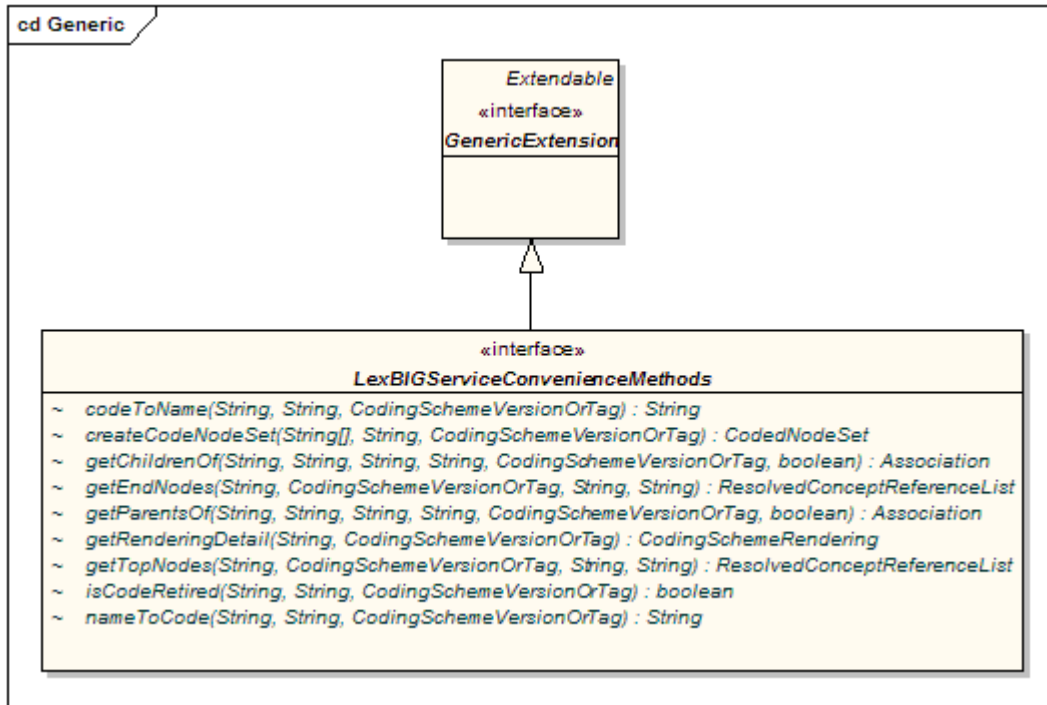 cd Generic
Extendable
«interface»
GenericExtension
«interface»
LexBIGServiceConvenienceMethods
~ codeToName(String, String, CodingSchemeVersionOrTag) : String
~ createCodeNodeSet(String[], String, CodingSchemeVersionOrTag) : CodedNodeSet
~ getChildrenOf(String, String, String, String, CodingSchemeVersionOrTag, boolean) : Association
~ getEndNodes(String, CodingSchemeVersionOrTag, String, String) : ResolvedConceptReferenceList
~ getParentsOf(String, String, String, String, CodingSchemeVersionOrTag, boolean) : Association
~ getRenderingDetail(String, CodingSchemeVersionOrTag) : CodingSchemeRendering
~ getTopNodes(String, CodingSchemeVersionOrTag, String, String) : ResolvedConceptReferenceList
~ isCodeRetired(String, String, CodingSchemeVersionOrTag) : boolean
~ nameToCode(String, String, CodingSchemeVersionOrTag) : String